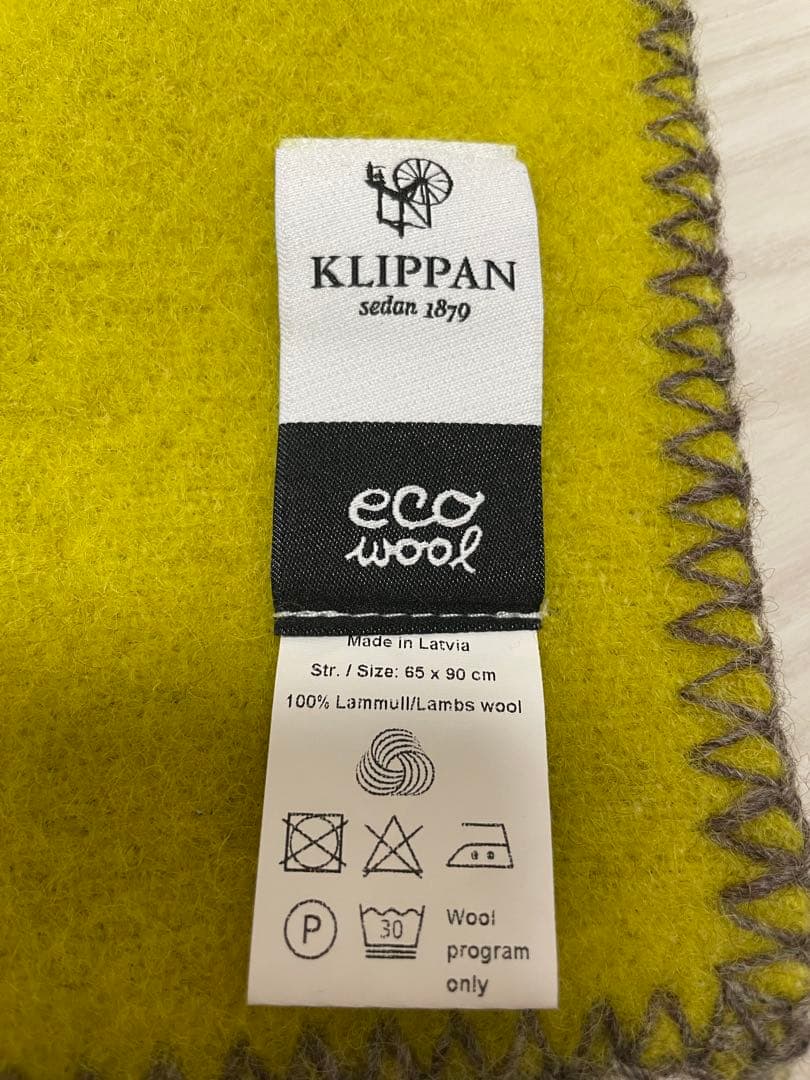 KLIPPAN
sedan 1879
eco
wool
Made in Latvia
Str. / Size: 65 x 90 cm
100% Lammull/Lambs wool
P
30
Wool
program
only